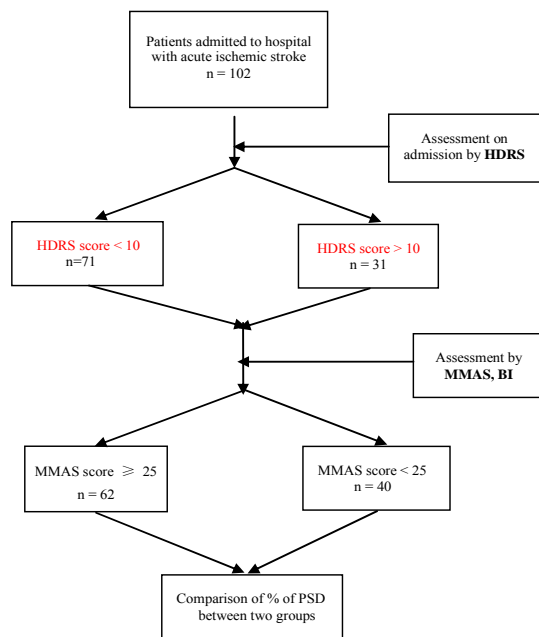 Patients admitted to hospital
with acute ischemic stroke
n = 102
Assessment on
admission by HDRS
HDRS score < 10
n=71
HDRS score > 10
n = 31
Assessment by
MMAS, BI
MMAS score ≥ 25
n = 62
MMAS score < 25
n = 40
Comparison of % of PSD
between two groups